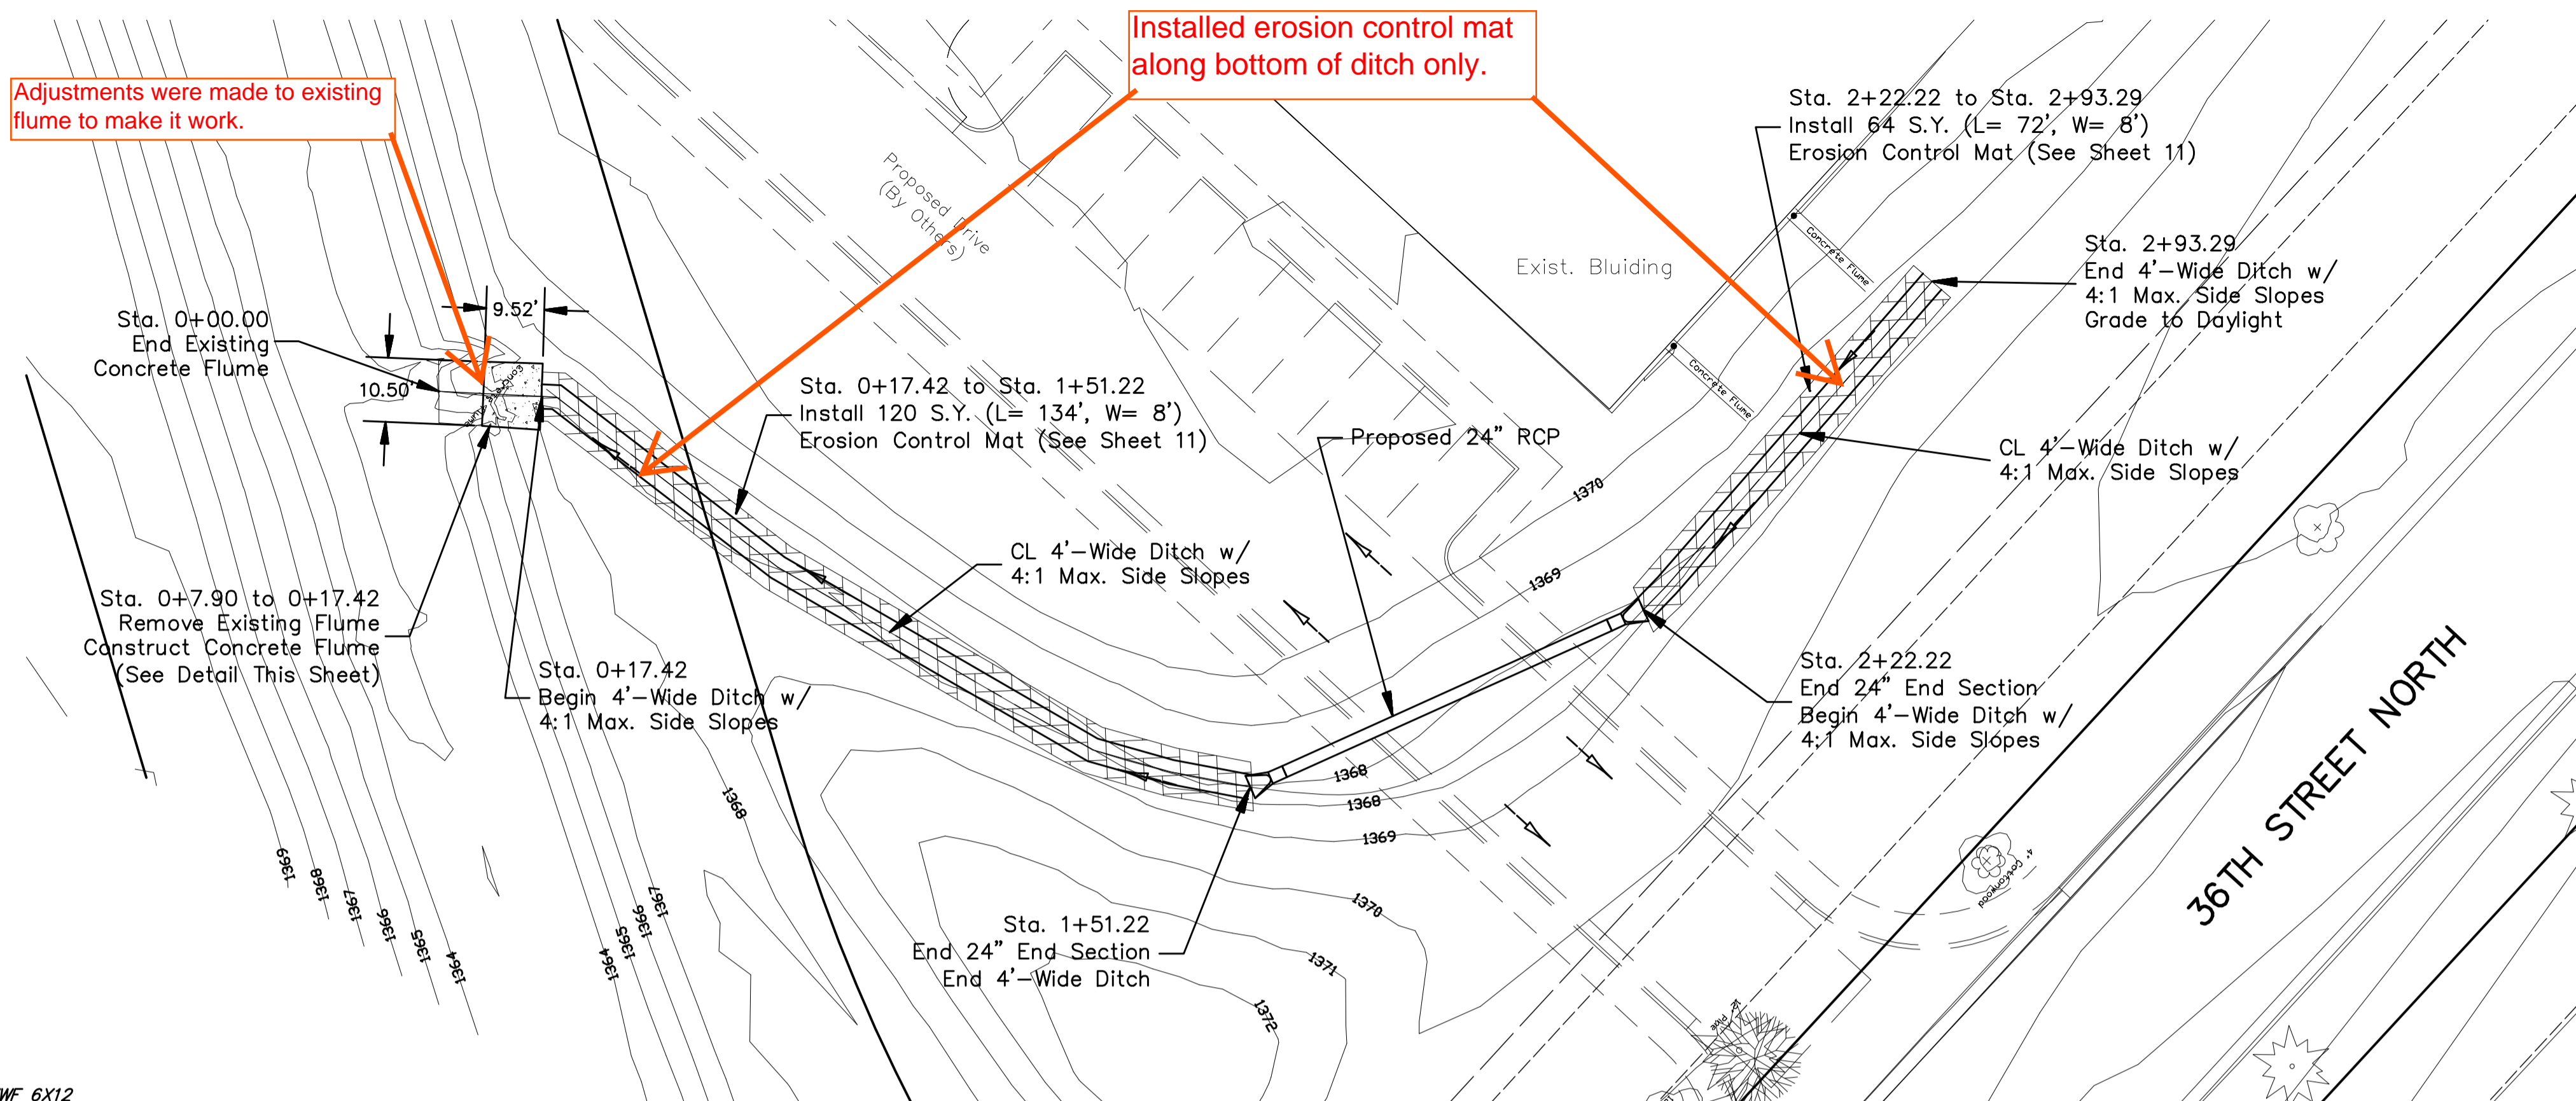 Installed erosion control mat
along bottom of ditch only.
Adjustments were made to existing
flume to make it work.
Sta. 2+22.22 to Sta. 2+93.29
Install 64 S.Y. (L= 72', W= 8')
Erosion Control Mat (See Sheet 11)
Proposed Drive
(By Others)
Exist. Bluiding
Concrete Flume
Concrete Flume
Sta. 2+93.29
End 4'-Wide Ditch w/
4:1 Max. Side Slopes
Grade to Daylight
9.52'
Sta. 0+00.00
End Existing
Concrete Flume
10.50'
Concrete Flume
Sta. 0+17.42 to Sta. 1+51.22
Install 120 S.Y. (L= 134', W= 8')
Erosion Control Mat (See Sheet 11)
Proposed 24" RCP
CL 4'-Wide Ditch w/
4:1 Max. Side Slopes
1370
1369
CL 4'-Wide Ditch w/
4:1 Max. Side Slopes
Sta. 0+7.90 to 0+17.42
Remove Existing Flume
Construct Concrete Flume
(See Detail This Sheet)
Sta. 0+17.42
Begin 4'-Wide Ditch w/
4:1 Max. Side Slopes
Sta. 2+22.22
End 24" End Section
Begin 4'-Wide Ditch w/
4:1 Max. Side Slopes
36TH STREET NORTH
1368
1368
1368
1369
1370
1371
1372
1369
1368
1367
1366
1365
1364
1364
1365
1366
1367
Sta. 1+51.22
End 24" End Section
End 4'-Wide Ditch
4' Cottonwood
12' Pine
WF 6X12